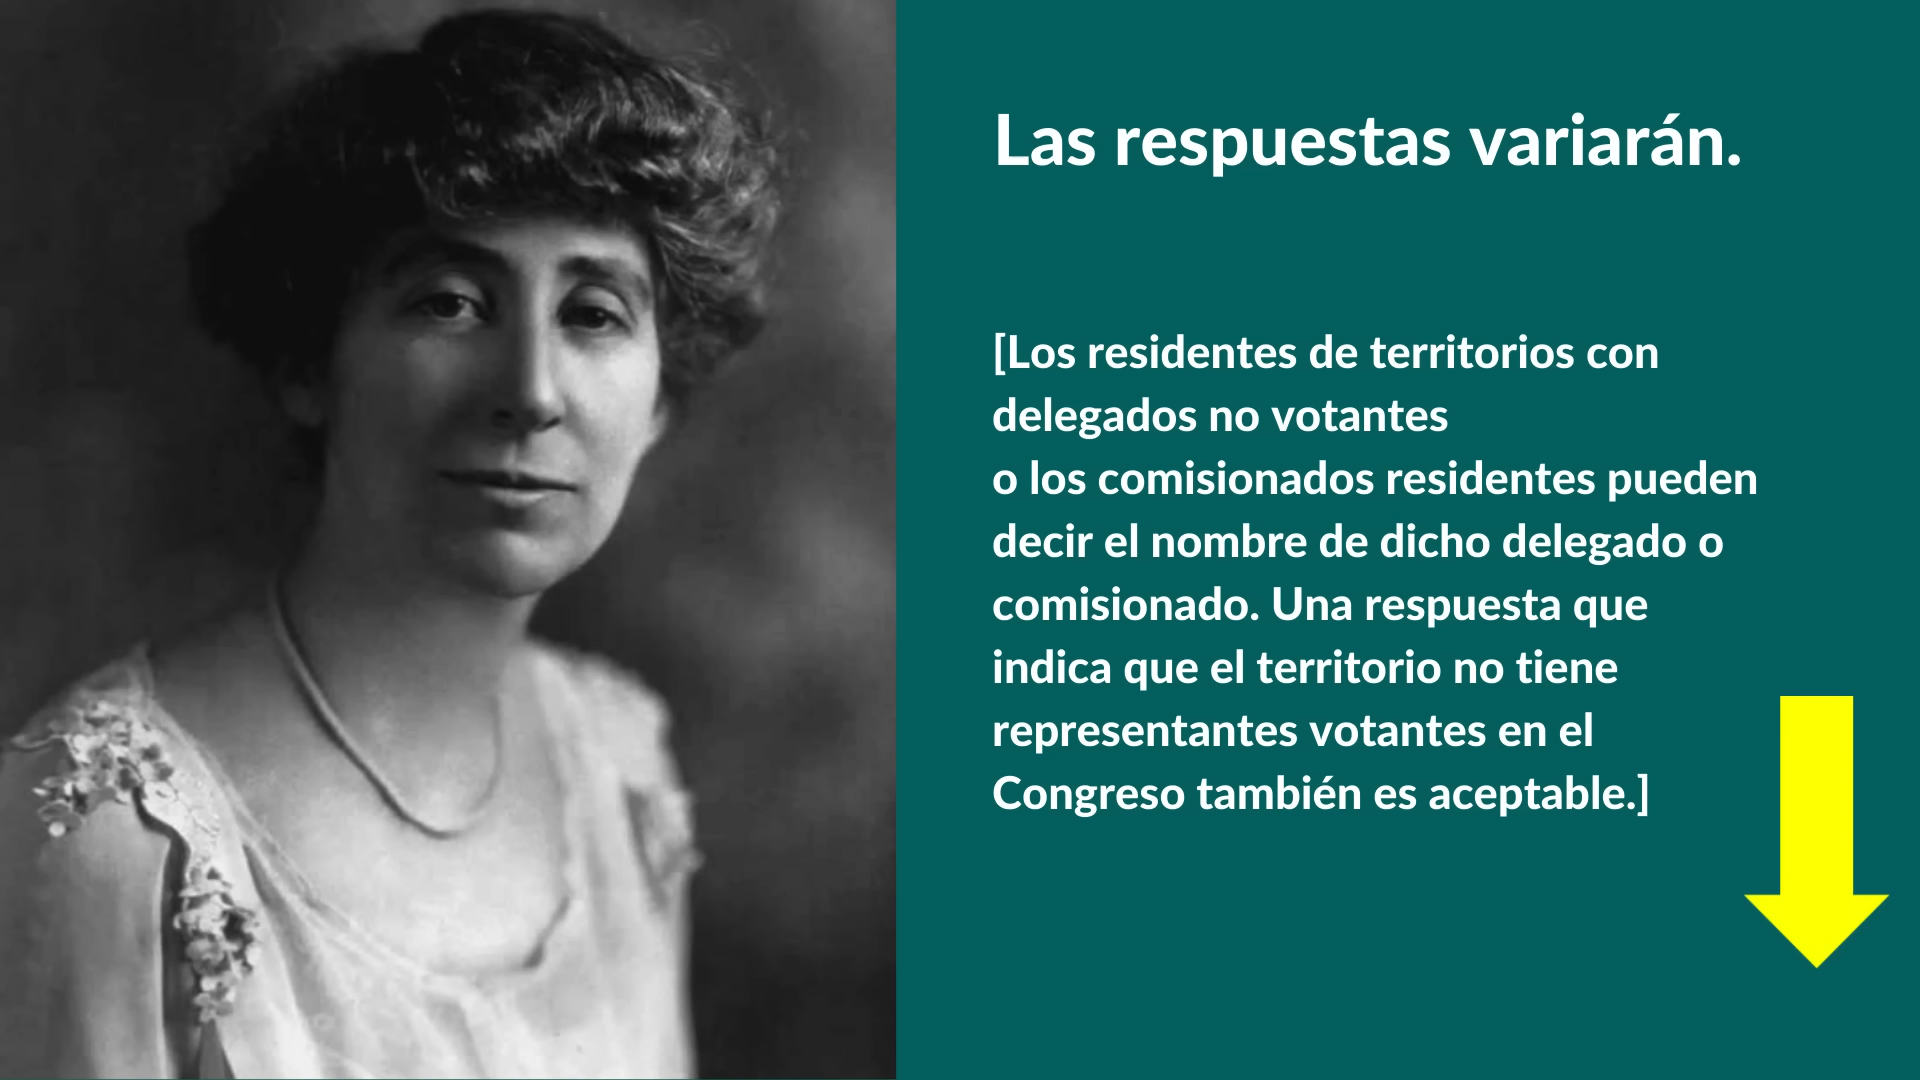 Las respuestas variarán.
[Los residentes de territorios con
delegados no votantes
o los comisionados residentes pueden
decir el nombre de dicho delegado o
comisionado. Una respuesta que
indica que el territorio no tiene
representantes votantes en el
Congreso también es aceptable.]